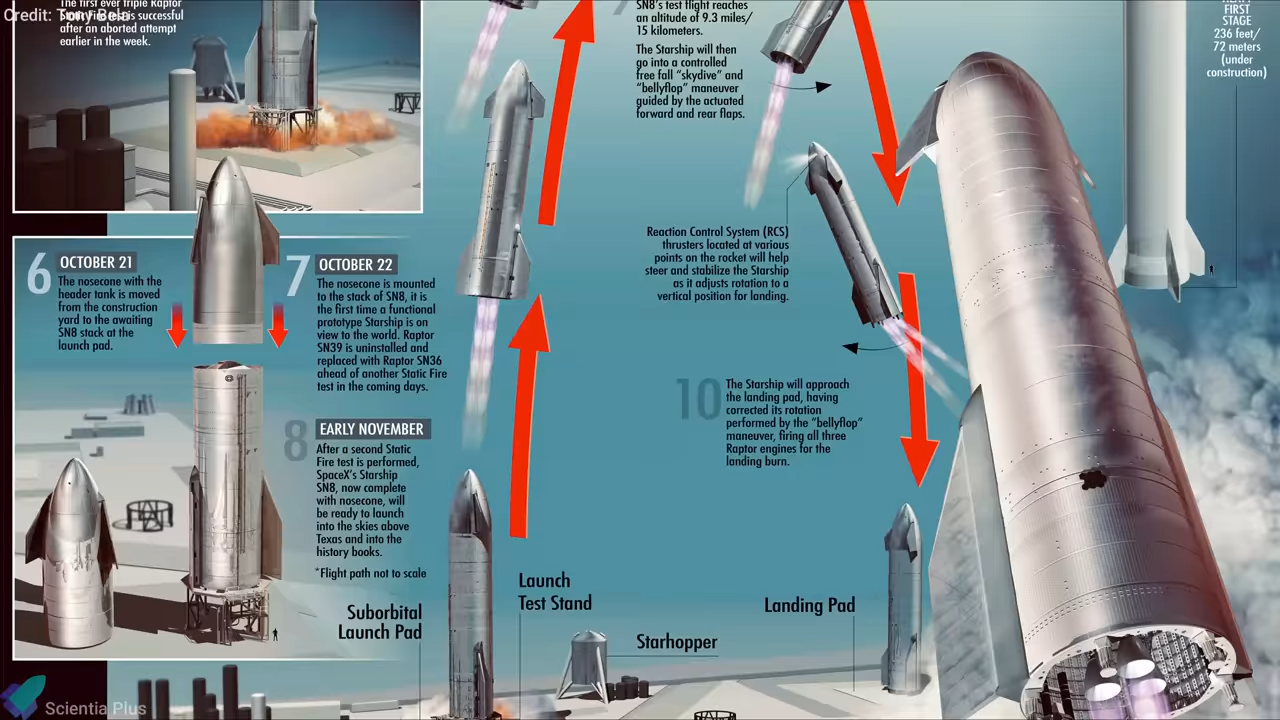 The first ever triple Raptor
Credit: Tony Bela
Static Fire test is successful
after an aborted attempt
earlier in the week.
6
OCTOBER 21
The nosecone with the
header tank is moved
from the construction
yard to the awaiting
SN8 stack at the
launch pad.
7
OCTOBER 22
The nosecone is mounted
to the stack of SN8, it is
the first time a functional
prototype Starship is on
view to the world. Raptor
SN39 is uninstalled and
replaced with Raptor SN36
ahead of another Static Fire
test in the coming days.
8
EARLY NOVEMBER
After a second Static
Fire test is performed,
SpaceX's Starship
SN8, now complete
with nosecone, will
be ready to launch
into the skies above
Texas and into the
history books.
*Flight path not to scale
Suborbital
Launch Pad
Launch
Test Stand
Starhopper
Landing Pad
SN8's test flight reaches
an altitude of 9.3 miles/
15 kilometers.
The Starship will then
go into a controlled
free fall "skydive" and
"bellyflop" maneuver
guided by the actuated
forward and rear flaps.
Reaction Control System (RCS)
thrusters located at various
points on the rocket will help
steer and stabilize the Starship
as it adjusts rotation to a
vertical position for landing.
10
The Starship will approach
the landing pad, having
corrected its rotation
performed by the "bellyflop"
maneuver, firing all three
Raptor engines for the
landing burn.
FIRST
STAGE
236 feet/
72 meters
(under
construction)
Scientia Plus